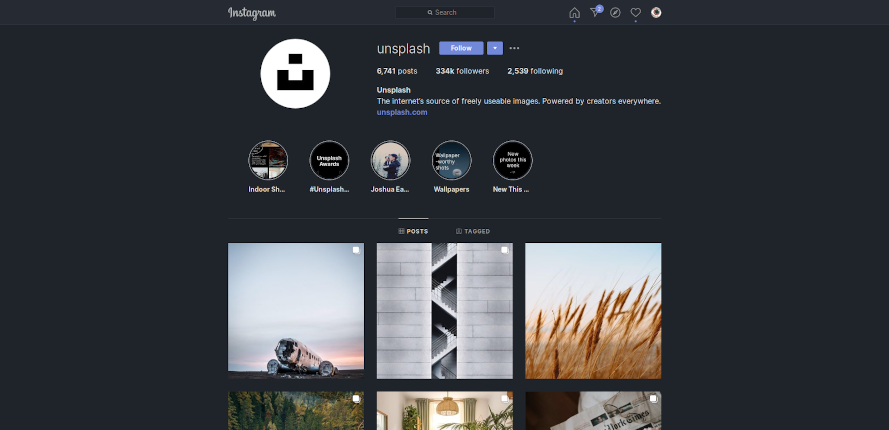 Instagram
Search
2
unsplash
Follow
6,741 posts 334k followers 2,539 following
Unsplash
The internet's source of freely useable images. Powered by creators everywhere.
unsplash.com
Unsplash
Awards
Wallpaper
-worthy
shots
New
photos this
week
Indoor Sh...
#Unsplash...
Joshua Ea...
Wallpapers
New This ...
POSTS
TAGGED